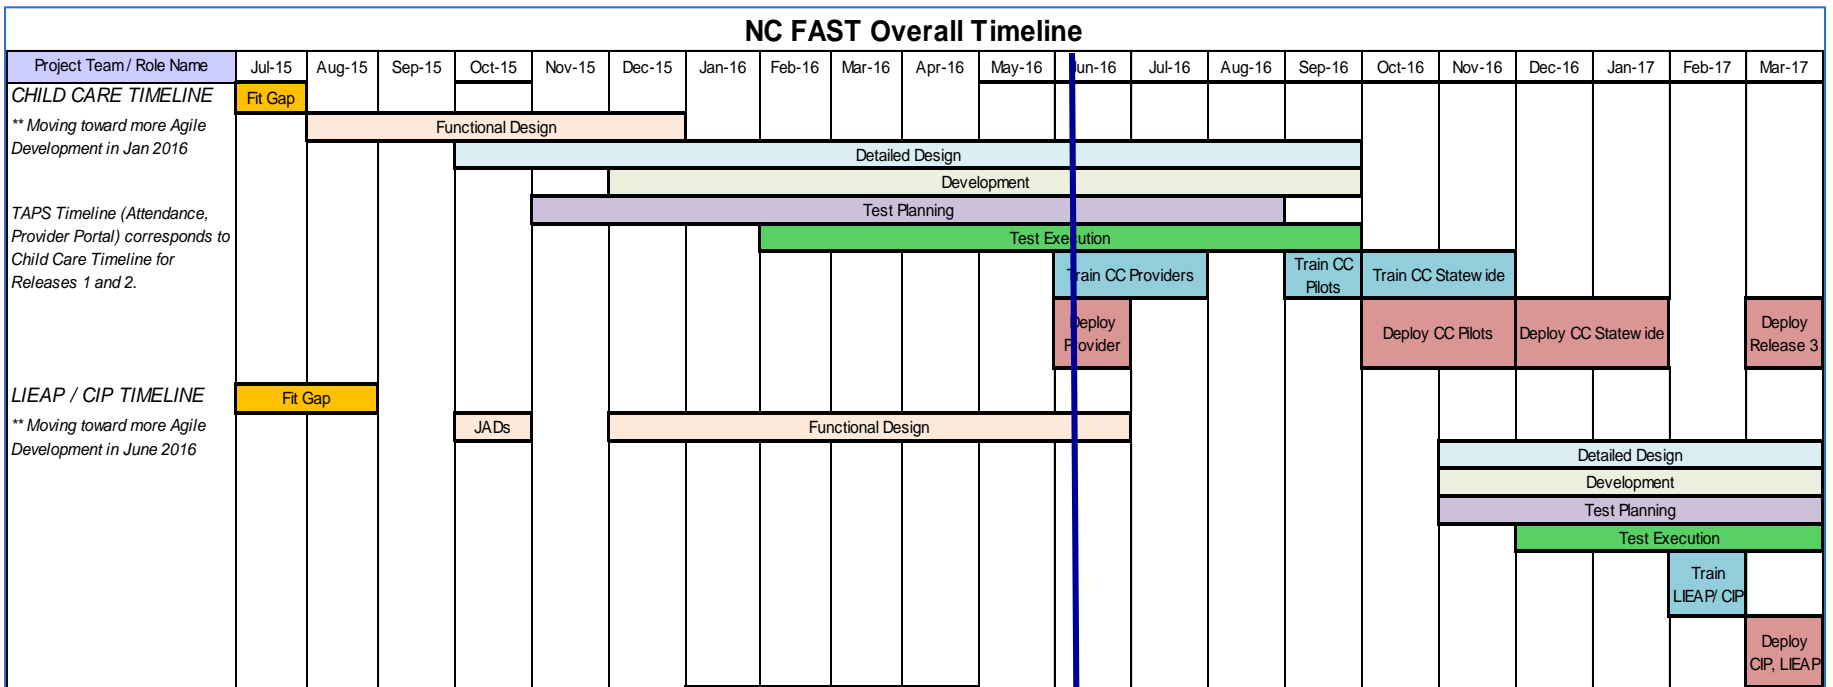 NC FAST Overall Timeline
Project Team / Role Name Jul-15 Aug-15 Sep-15 Oct-15 Nov-15 Dec-15 Jan-16 Feb-16 Mar-16 Apr-16 May-16 Jun-16 Jul-16 Aug-16 Sep-16 Oct-16 Nov-16 Dec-16 Jan-17 Feb-17 Mar-17
CHILD CARE TIMELINE
Fit Gap
** Moving toward more Agile
Development in Jan 2016
Functional Design
Detailed Design
Development
Test Planning
TAPS Timeline (Attendance,
Provider Portal) corresponds to
Child Care Timeline for
Releases 1 and 2.
Test Execution
Train CC Providers
Train CC
Pilots
Train CC Statewide
Deploy
Provider
Deploy CC Pilots
Deploy CC Statewide
Deploy
Release 3
LIEAP / CIP TIMELINE
Fit Gap
** Moving toward more Agile
Development in June 2016
JADs
Functional Design
Detailed Design
Development
Test Planning
Test Execution
Train
LIEAP/ CIP
Deploy
CIP, LIEAP